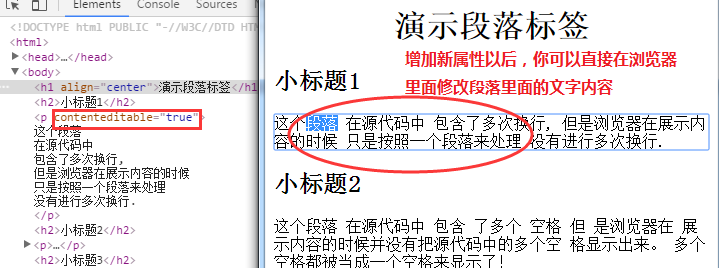 <!DOCTYPE html PUBLIC "-//W3C//DTD HTM
<html>
<head>…</head>
<body>
<h1 align="center">演示段落标签</h1
<h2>小标题1</h2>
<p contenteditable="true">
这个段落
在源代码中
包含了多次换行,
但是浏览器在展示内容的时候
只是按照一个段落来处理
没有进行多次换行.
</p>
<h2>小标题2</h2>
<p>…</p>
<h2>小标题3</h2>
演示段落标签
增加新属性以后，你可以直接在浏览器
里面修改段落里面的文字内容
小标题1
这个段落 在源代码中 包含了多次换行, 但是浏览器在展示内
容的时候 只是按照一个段落来处理 没有进行多次换行.
小标题2
这个段落 在源代码中 包含 了多个 空格 但 是浏览器在 展
示内容的时候并没有把源代码中的多个空 格显示出来。 多个
空格都被当成一个空格来显示了!